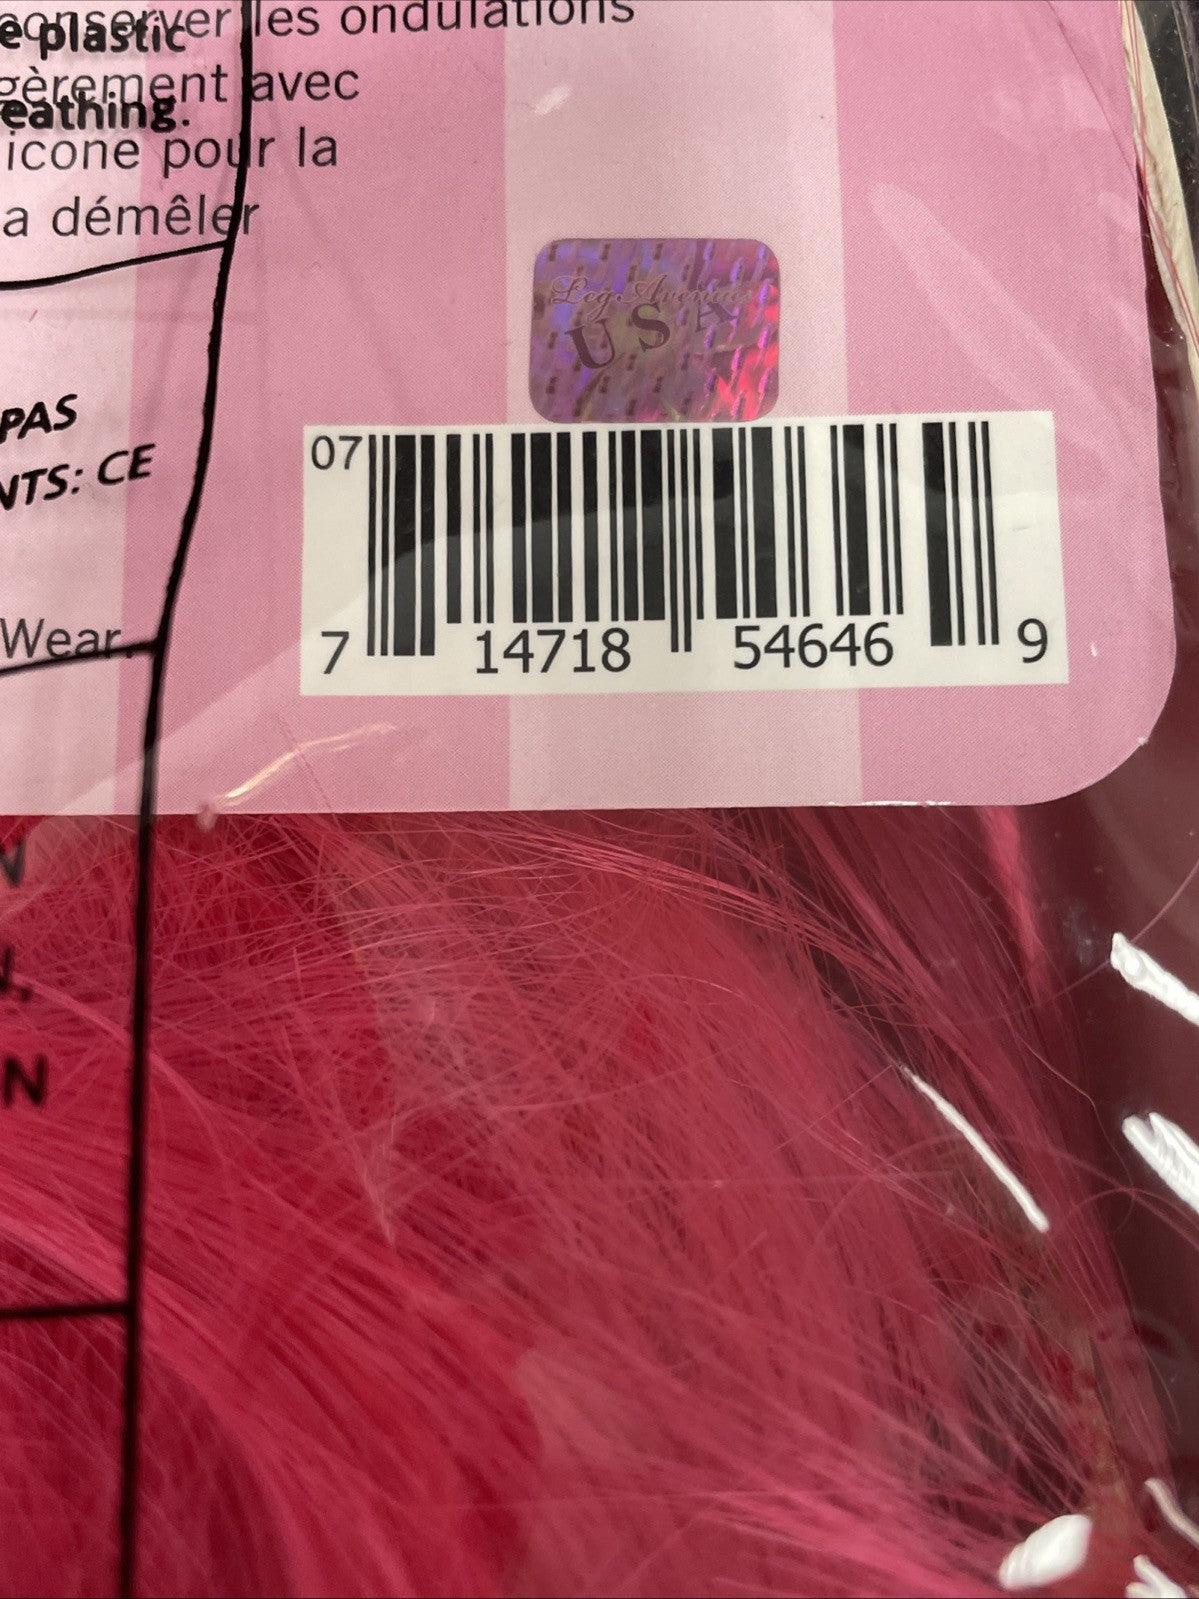 conserver les ondulations
e plastic
gèrement avec
eathing.
icone pour la
a démêler
Leg Avenue
USA
PAS
NTS: CE
Wear.
07
7 14718 54646 9
N
N